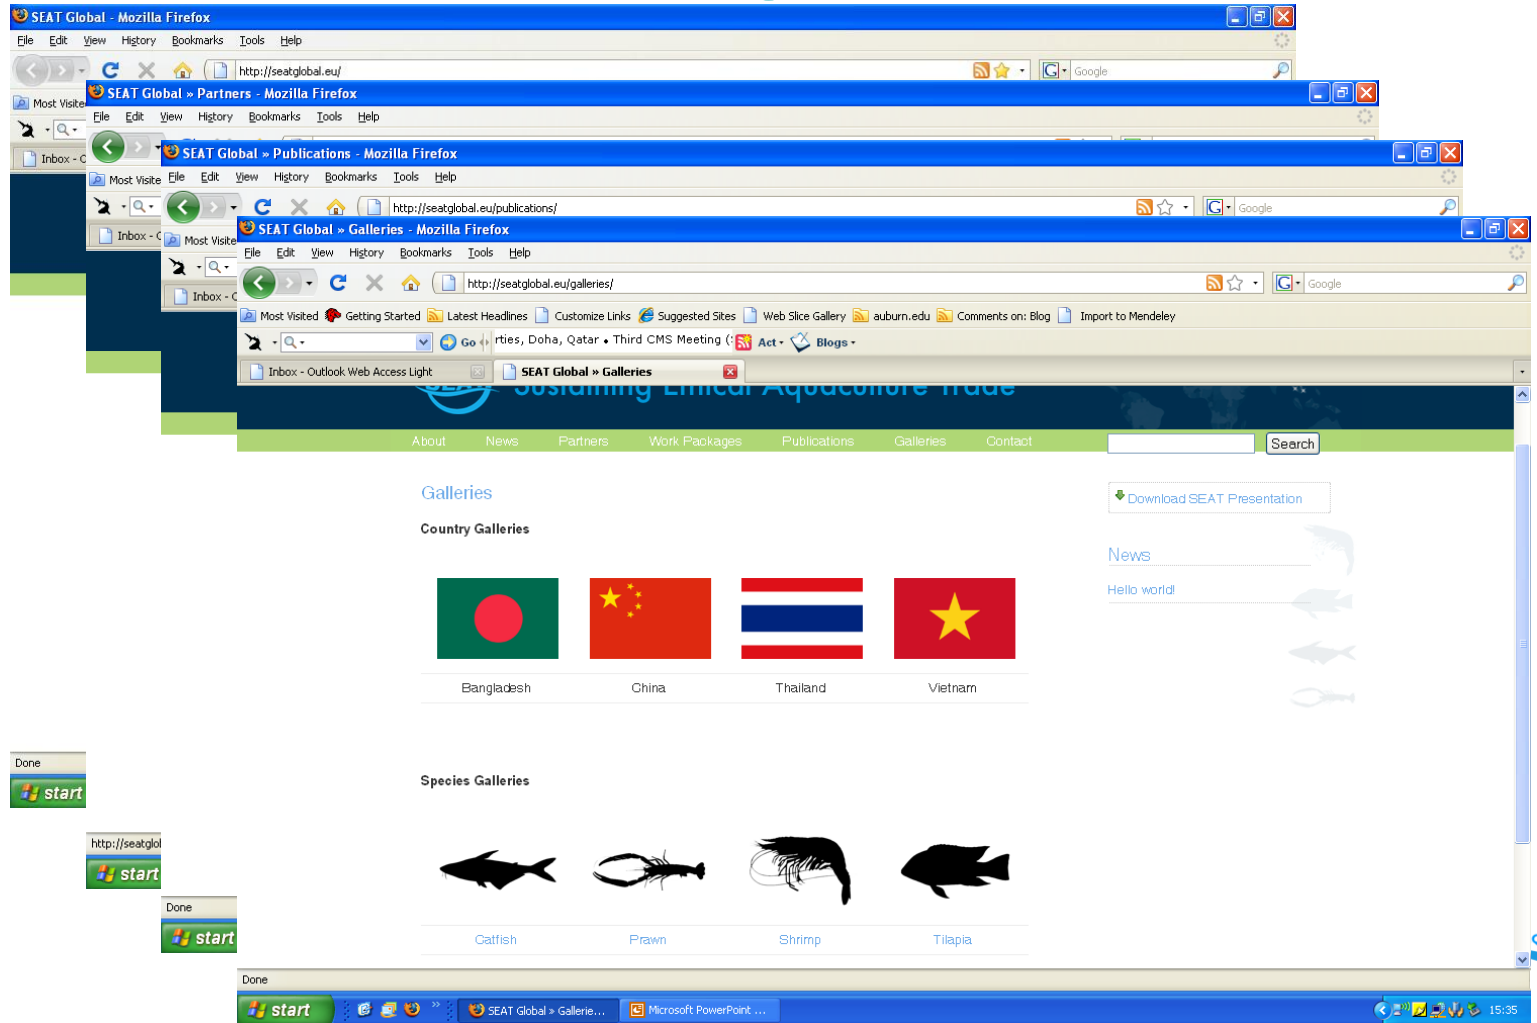 SEAT Global - Mozilla Firefox
File Edit View History Bookmarks Tools Help
http://seatglobal.eu/
Google
Most Visite
Inbox - O
SEAT Global » Partners - Mozilla Firefox
File Edit View History Bookmarks Tools Help
Most Visite
Inbox - O
SEAT Global » Publications - Mozilla Firefox
File Edit View History Bookmarks Tools Help
http://seatglobal.eu/publications/
Google
Most Visite
Inbox - O
SEAT Global » Galleries - Mozilla Firefox
File Edit View History Bookmarks Tools Help
http://seatglobal.eu/galleries/
Google
Most Visited Getting Started Latest Headlines Customize Links Suggested Sites Web Slice Gallery auburn.edu Comments on: Blog Import to Mendeley
Go rties, Doha, Qatar • Third CMS Meeting (: Act Blogs
Inbox - Outlook Web Access Light SEAT Global » Galleries
SEAT Sustaining Ethical Aquaculture Trade
About News Partners Work Packages Publications Galleries Contact Search
Galleries
Download SEAT Presentation
Country Galleries
News
Hello world!
Bangladesh China Thailand Vietnam
Species Galleries
Catfish Prawn Shrimp Tilapia
Done
start
http://seatglol
start
Done
start
Done
start SEAT Global » Gallerie... Microsoft PowerPoint ... 15:35